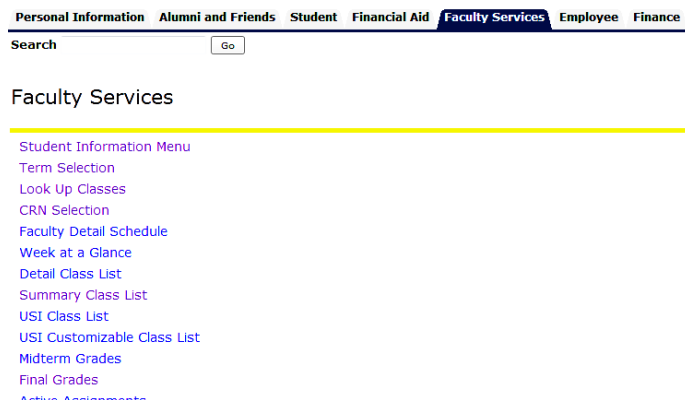 Personal Information Alumni and Friends Student Financial Aid Faculty Services Employee Finance
Search Go
Faculty Services
Student Information Menu
Term Selection
Look Up Classes
CRN Selection
Faculty Detail Schedule
Week at a Glance
Detail Class List
Summary Class List
USI Class List
USI Customizable Class List
Midterm Grades
Final Grades
Active Assignments